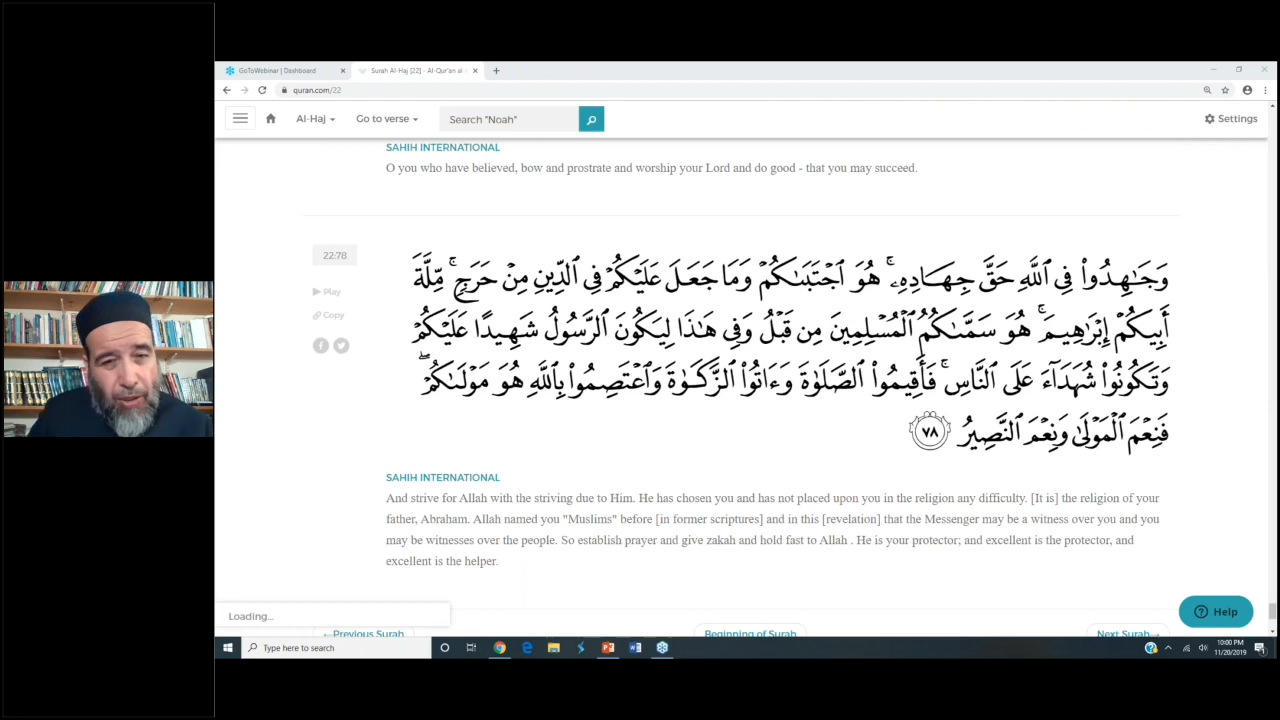 GoToWebinar | Dashboard
Surah Al-Haj [22] - Al-Qur'an al-
quran.com/22
Al-Haj
Go to verse
Search "Noah"
Settings
SAHIH INTERNATIONAL
O you who have believed, bow and prostrate and worship your Lord and do good - that you may succeed.
22:78
Play
Copy
وَجَـٰهِدُوا۟ فِى ٱللَّهِ حَقَّ جِهَادِهِۦ ۚ هُوَ ٱجْتَبَىٰكُمْ وَمَا جَعَلَ عَلَيْكُمْ فِى ٱلدِّينِ مِنْ حَرَجٍ ۚ مِّلَّةَ
أَبِيكُمْ إِبْرَٰهِيمَ ۚ هُوَ سَمَّىٰكُمُ ٱلْمُسْلِمِينَ مِن قَبْلُ وَفِى هَـٰذَا لِيَكُونَ ٱلرَّسُولُ شَهِيدًا عَلَيْكُمْ
وَتَكُونُوا۟ شُهَدَآءَ عَلَى ٱلنَّاسِ ۚ فَأَقِيمُوا۟ ٱلصَّلَوٰةَ وَءَاتُوا۟ ٱلزَّكَوٰةَ وَٱعْتَصِمُوا۟ بِٱللَّهِ هُوَ مَوْلَىٰكُمْ ۖ
فَنِعْمَ ٱلْمَوْلَىٰ وَنِعْمَ ٱلنَّصِيرُ ٧٨
SAHIH INTERNATIONAL
And strive for Allah with the striving due to Him. He has chosen you and has not placed upon you in the religion any difficulty. [It is] the religion of your
father, Abraham. Allah named you "Muslims" before [in former scriptures] and in this [revelation] that the Messenger may be a witness over you and you
may be witnesses over the people. So establish prayer and give zakah and hold fast to Allah . He is your protector; and excellent is the protector, and
excellent is the helper.
Help
Loading...
←Previous Surah
Beginning of Surah
Next Surah→
Type here to search
10:00 PM
11/20/2019